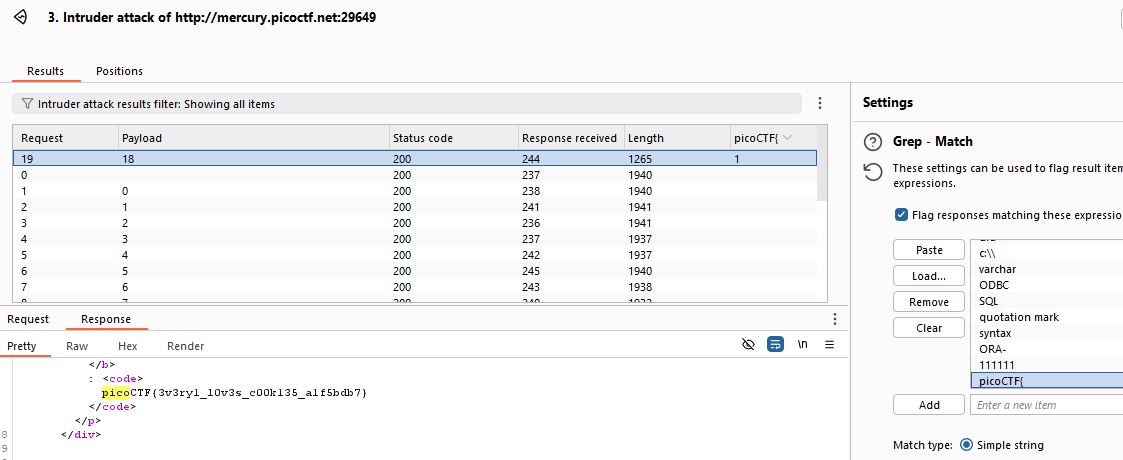 3. Intruder attack of http://mercury.picoctf.net:29649
Results Positions
Intruder attack results filter: Showing all items
Request Payload Status code Response received Length picoCTF{
19 18 200 244 1265 1
0 200 237 1940
1 0 200 238 1940
2 1 200 241 1941
3 2 200 236 1941
4 3 200 237 1937
5 4 200 242 1937
6 5 200 245 1940
7 6 200 243 1938
Request Response
Pretty Raw Hex Render \n
</b>
: <code>
picoCTF{3v3ry1_l0v3s_c00k135_a1f5bdb7}
</code>
</p>
8 </div>
9
Settings
Grep - Match
These settings can be used to flag result item
expressions.
Flag responses matching these expressio
Paste
Load...
Remove
Clear
c:\\
varchar
ODBC
SQL
quotation mark
syntax
ORA-
111111
picoCTF{
Add Enter a new item
Match type: Simple string